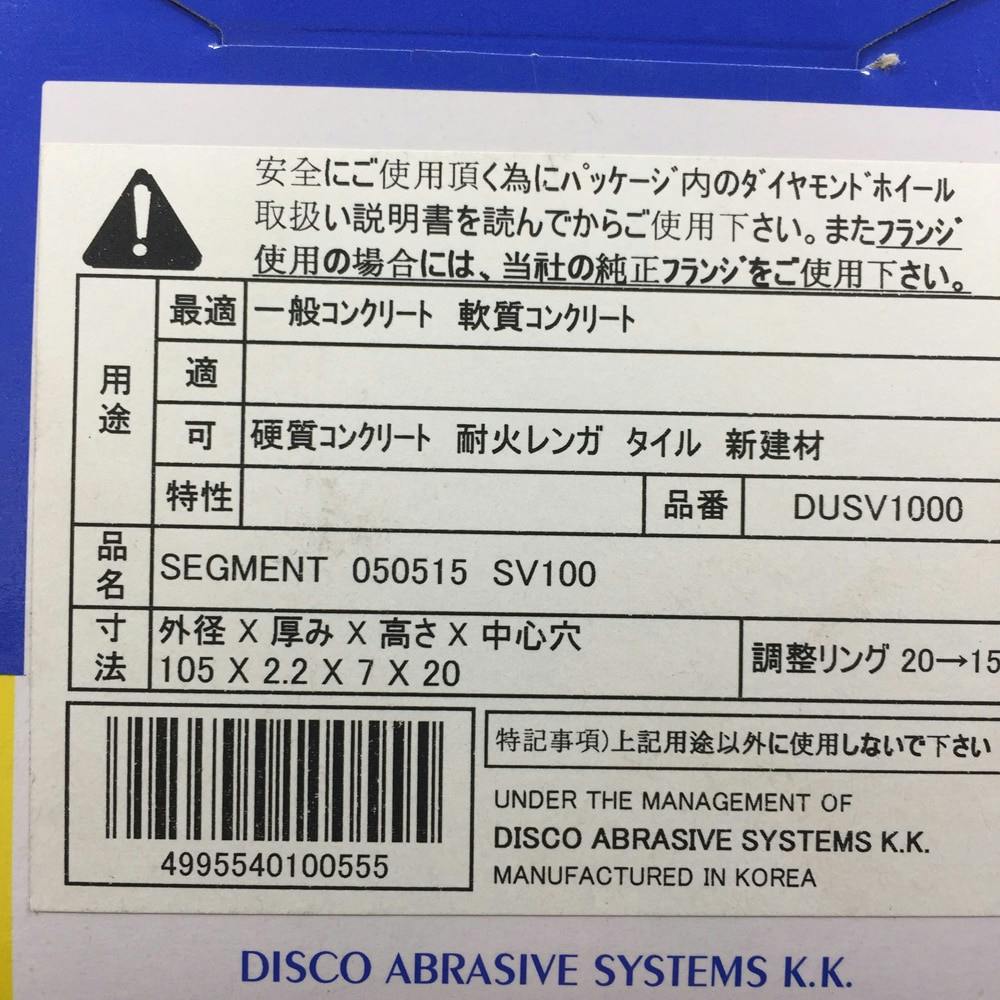 安全にご使用頂く為にパッケージ内のダイヤモンドホイール
取扱い説明書を読んでからご使用下さい。またフランジ
使用の場合には、当社の純正フランジをご使用下さい。
用途
最適 一般コンクリート 軟質コンクリート
適
可 硬質コンクリート 耐火レンガ タイル 新建材
特性 品番 DUSV1000
品名 SEGMENT 050515 SV100
寸法 外径 X 厚み X 高さ X 中心穴
105 X 2.2 X 7 X 20
調整リング 20→15
特記事項)上記用途以外に使用しないで下さい
4995540100555
UNDER THE MANAGEMENT OF
DISCO ABRASIVE SYSTEMS K.K.
MANUFACTURED IN KOREA
DISCO ABRASIVE SYSTEMS K.K.